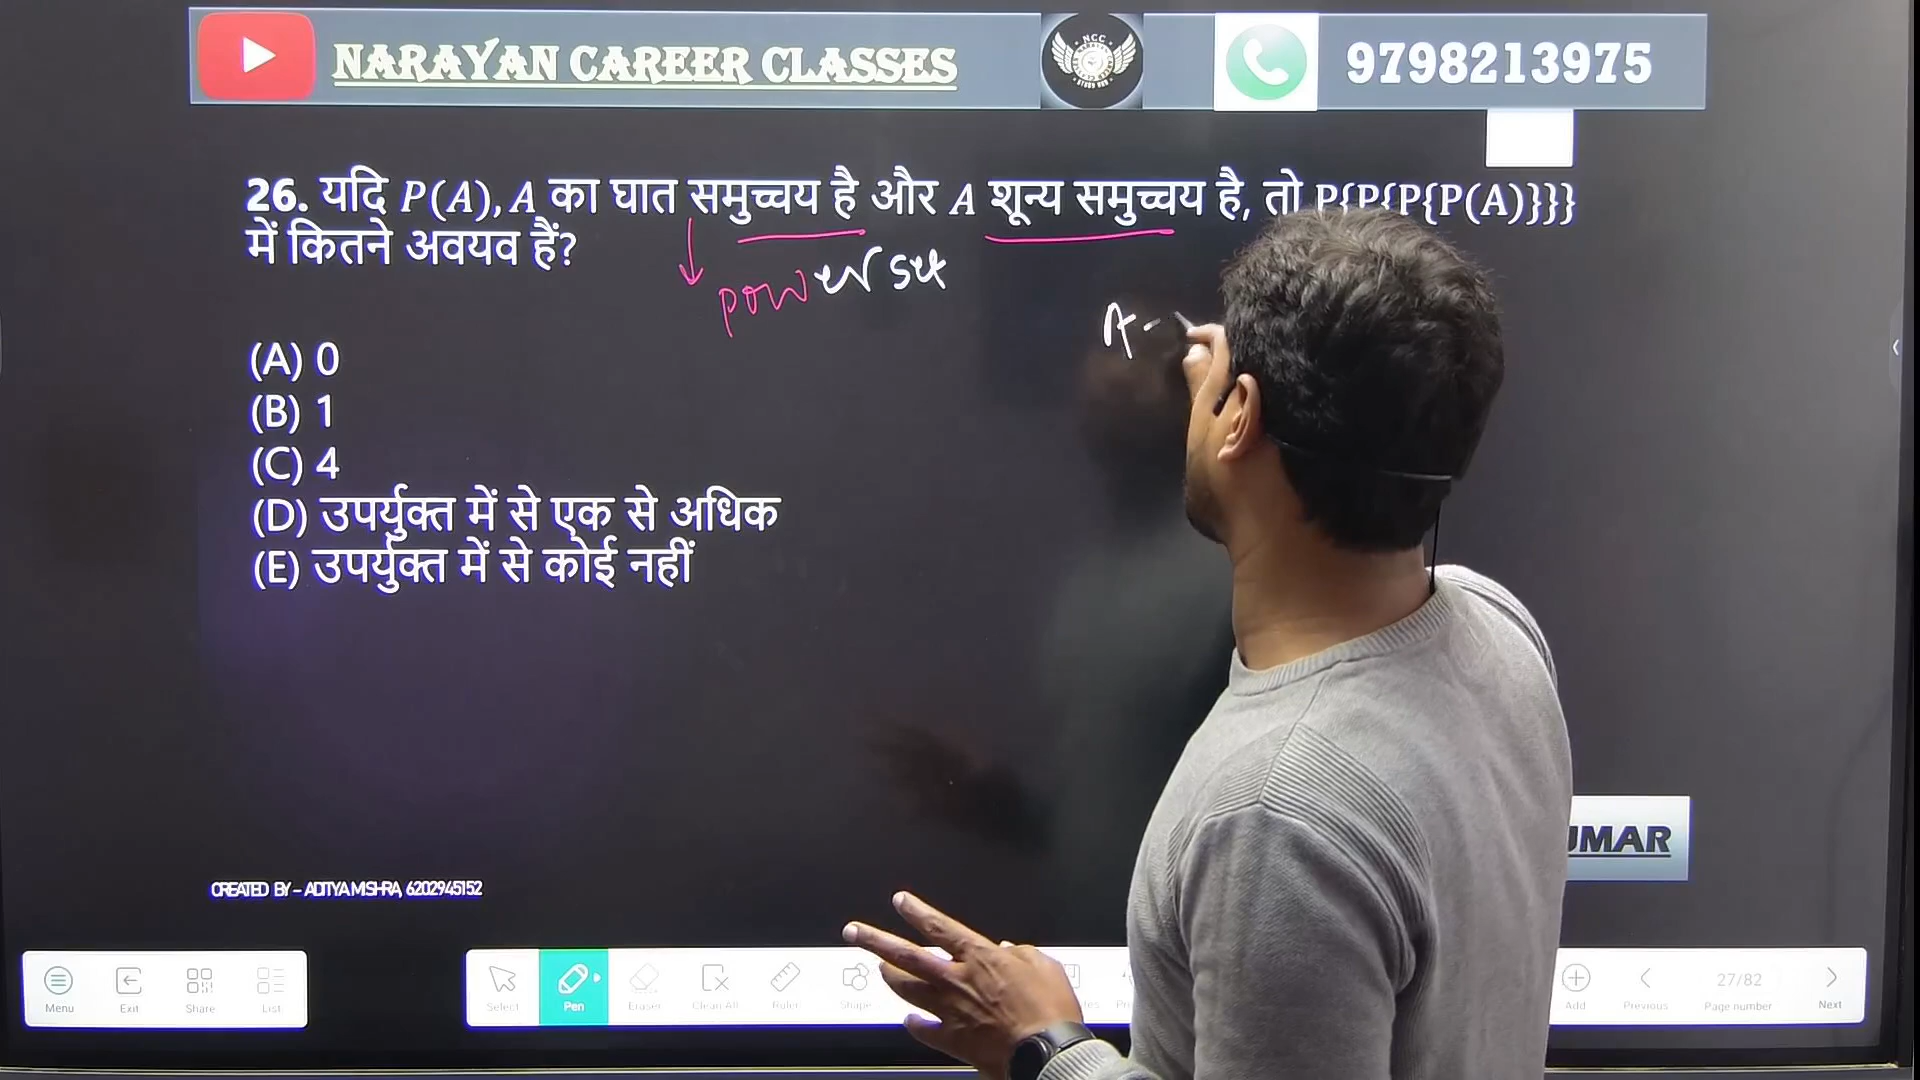 NARAYAN CAREER CLASSES
9798213975
NCC
26. यदि P(A), A का घात समुच्चय है और A शून्य समुच्चय है, तो P{P{P{P(A)}}}
में कितने अवयव हैं?
power set
A
(A) 0
(B) 1
(C) 4
(D) उपर्युक्त में से एक से अधिक
(E) उपर्युक्त में से कोई नहीं
UMAR
CREATED BY – ADITYA MISHRA, 6202945152
Menu Exit Share List Select Pen Eraser Clean All Ruler Shape Add Previous 27/82 Page number Next